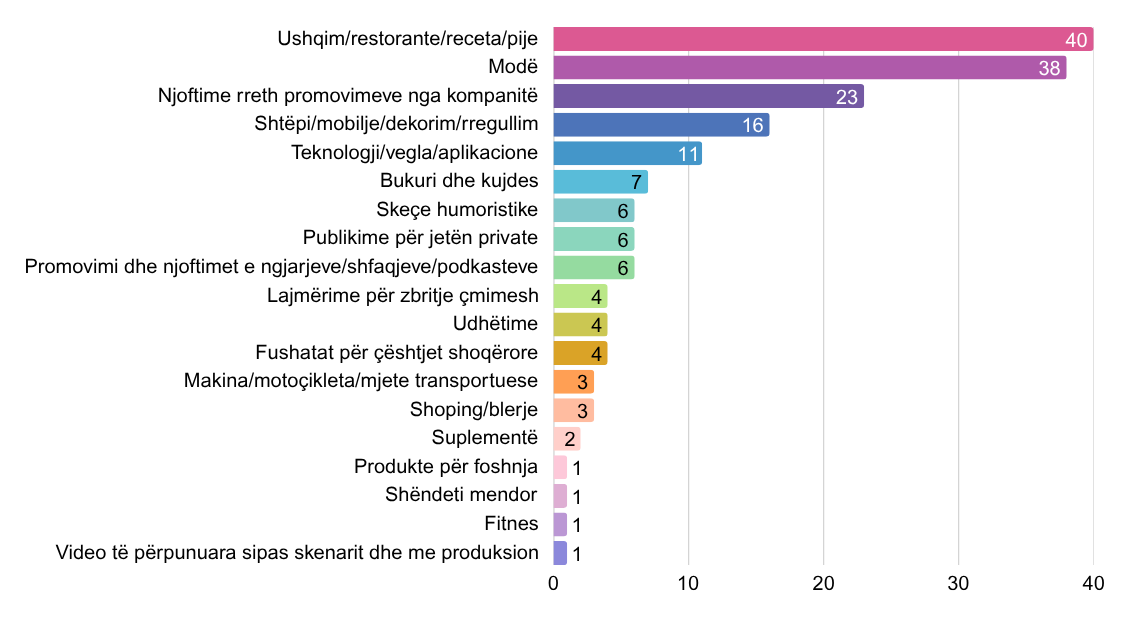 Ushqim/restorante/receta/pije 40
Modë 38
Njoftime rreth promovimeve nga kompanitë 23
Shtëpi/mobilje/dekorim/rregullim 16
Teknologji/vegla/aplikacione 11
Bukuri dhe kujdes 7
Skeçe humoristike 6
Publikime për jetën private 6
Promovimi dhe njoftimet e ngjarjeve/shfaqjeve/podkasteve 6
Lajmërime për zbritje çmimesh 4
Udhëtime 4
Fushatat për çështjet shoqërore 4
Makina/motoçikleta/mjete transportuese 3
Shoping/blerje 3
Suplementë 2
Produkte për foshnja 1
Shëndeti mendor 1
Fitnes 1
Video të përpunuara sipas skenarit dhe me produksion 1
0 10 20 30 40